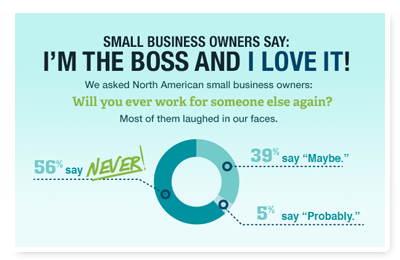 SMALL BUSINESS OWNERS SAY:
I'M THE BOSS AND I LOVE IT!
We asked North American small business owners:
Will you ever work for someone else again?
Most of them laughed in our faces.
56% say NEVER!
39% say “Maybe.”
5% say “Probably.”